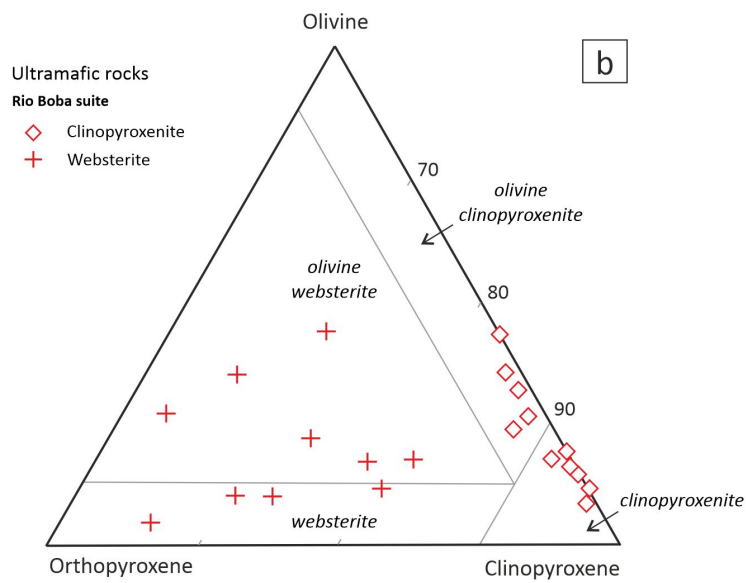 Olivine
b
Ultramafic rocks
Rio Boba suite
Clinopyroxenite
Websterite
70
olivine
clinopyroxenite
olivine
websterite
80
90
clinopyroxenite
websterite
Orthopyroxene
Clinopyroxene